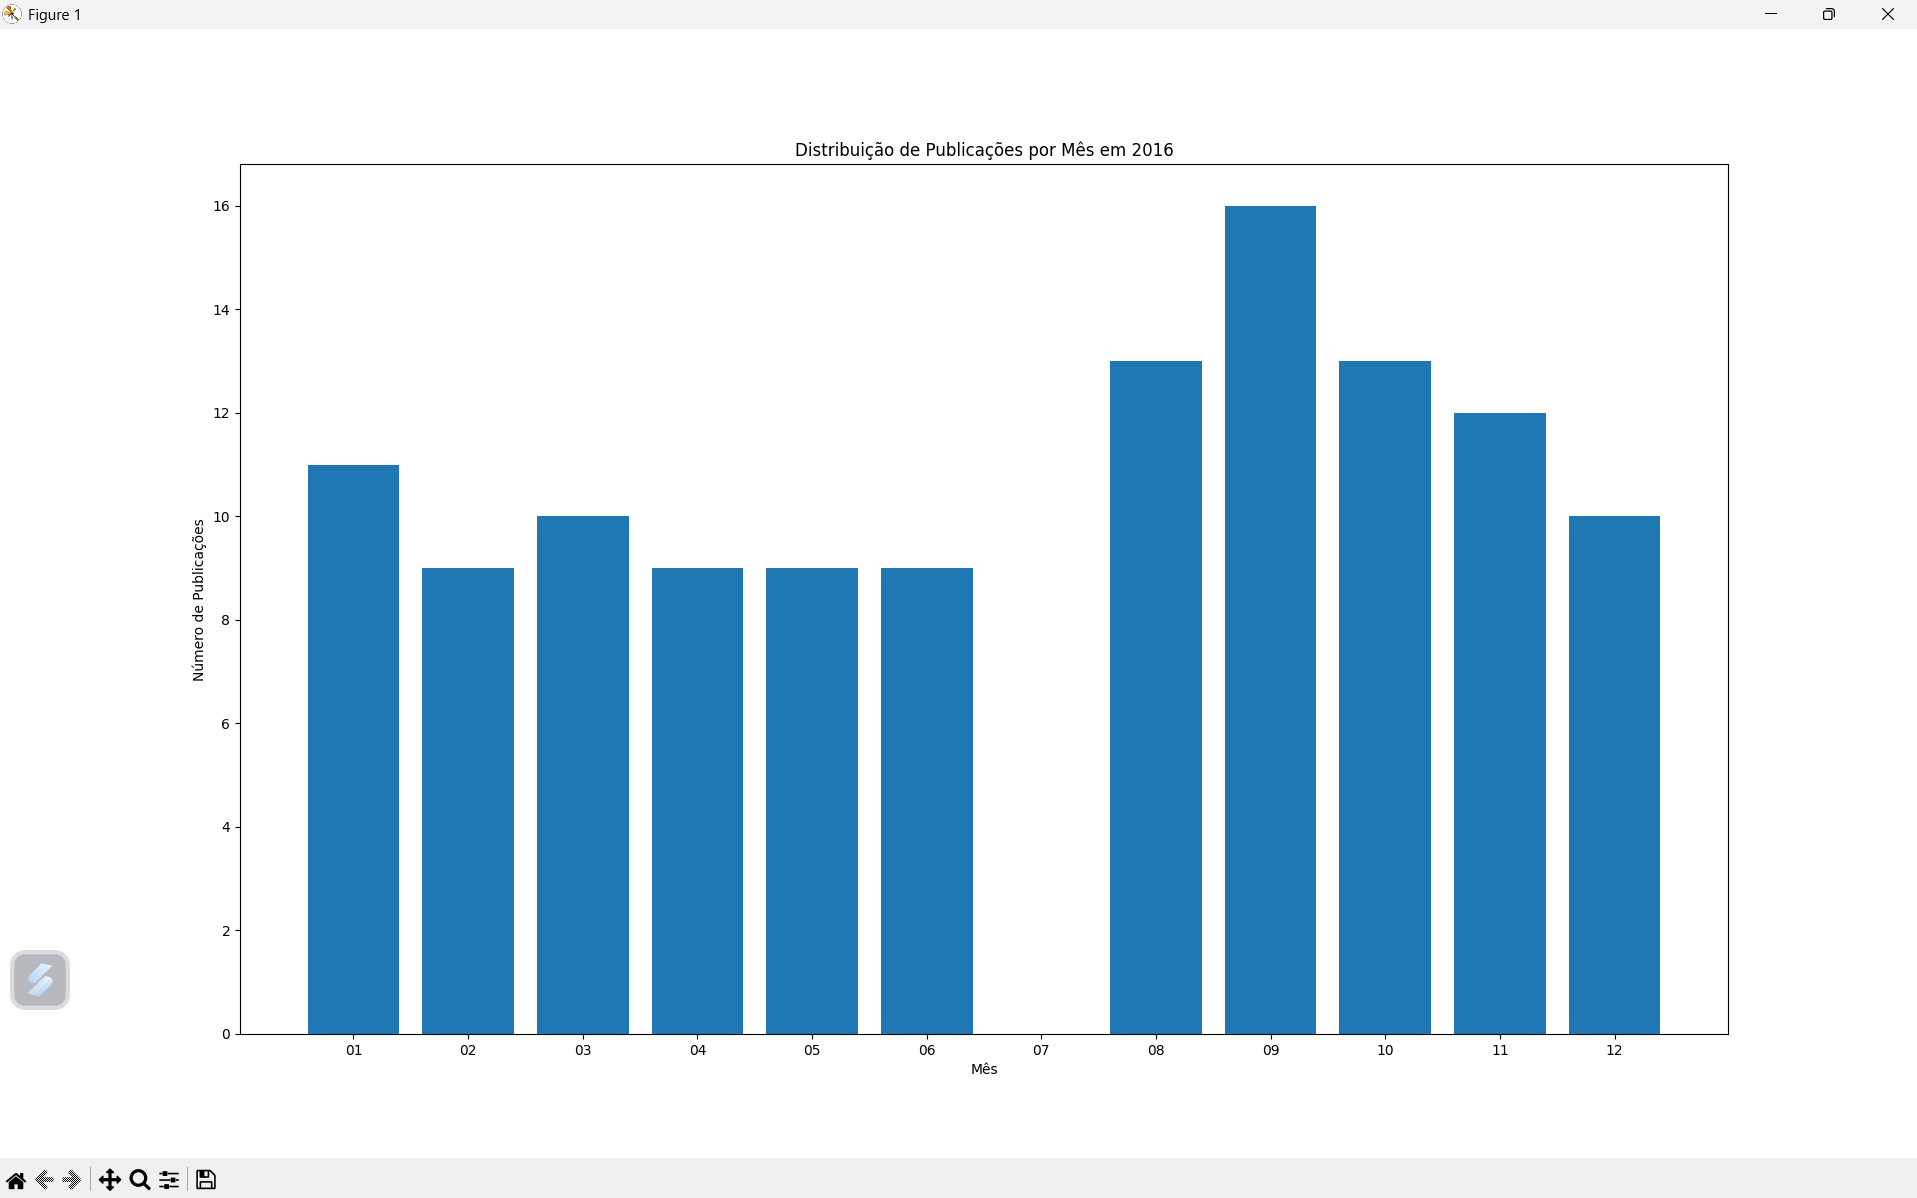 Figure 1
Distribuição de Publicações por Mês em 2016
16
14
12
10
8
6
4
2
0
Número de Publicações
01 02 03 04 05 06 07 08 09 10 11 12
Mês